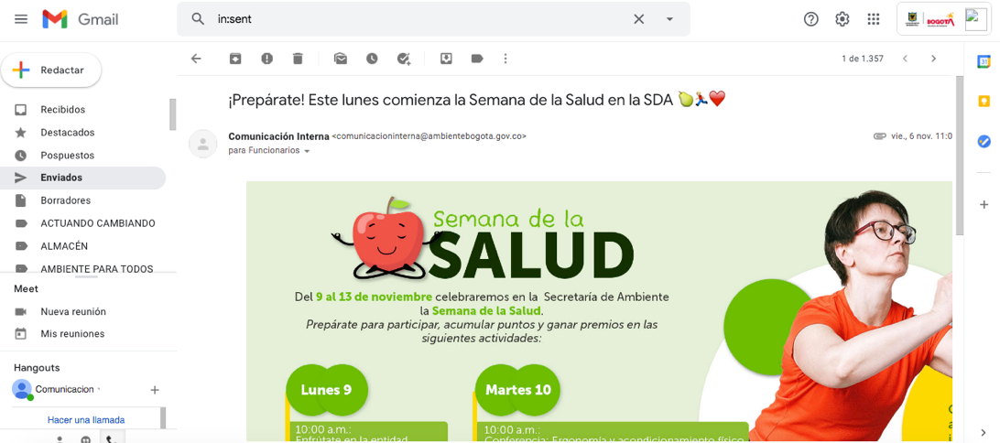 Gmail
in:sent
BOGOTÁ
Redactar
1 de 1.357
Recibidos
Destacados
Pospuestos
Enviados
Borradores
ACTUANDO CAMBIANDO
ALMACÉN
AMBIENTE PARA TODOS
Meet
Nueva reunión
Mis reuniones
Hangouts
Comunicacion
Hacer una llamada
¡Prepárate! Este lunes comienza la Semana de la Salud en la SDA 🍐🏃❤️
Comunicación Interna <comunicacioninterna@ambientebogota.gov.co>
vie., 6 nov. 11:0
para Funcionarios
Semana de la
SALUD
Del 9 al 13 de noviembre celebraremos en la Secretaría de Ambiente
la Semana de la Salud.
Prepárate para participar, acumular puntos y ganar premios en las
siguientes actividades:
Lunes 9
10:00 a.m.:
Enfrútate en la entidad
Martes 10
10:00 a.m.:
Conferencia: Ergonomía y acondicionamiento físico